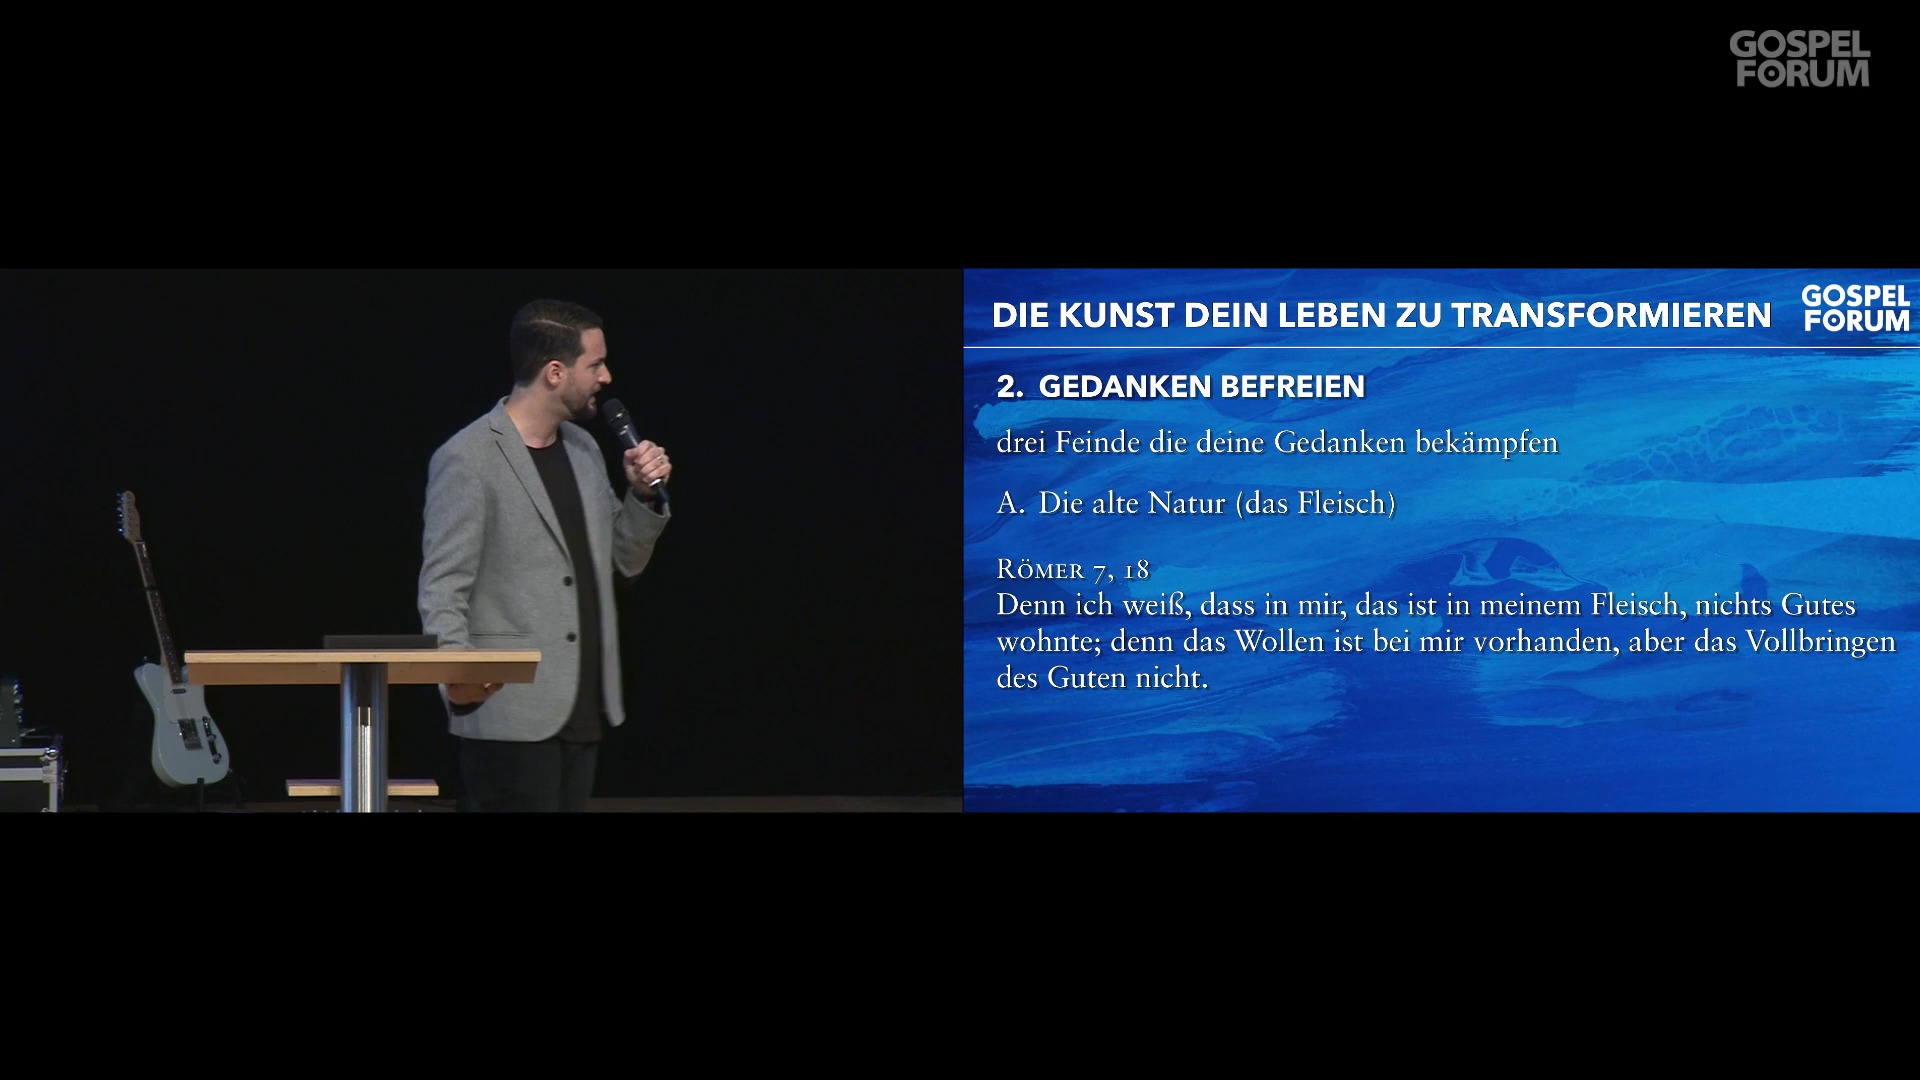 GOSPEL
FORUM
DIE KUNST DEIN LEBEN ZU TRANSFORMIEREN
GOSPEL
FORUM
2. GEDANKEN BEFREIEN
drei Feinde die deine Gedanken bekämpfen
A. Die alte Natur (das Fleisch)
RÖMER 7, 18
Denn ich weiß, dass in mir, das ist in meinem Fleisch, nichts Gutes
wohnte; denn das Wollen ist bei mir vorhanden, aber das Vollbringen
des Guten nicht.